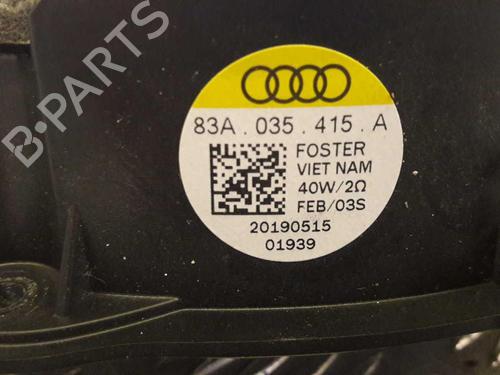 83A.035.415.A
FOSTER
VIET NAM
40W/2Ω
FEB/03S
20190515
01939
B-PARTS